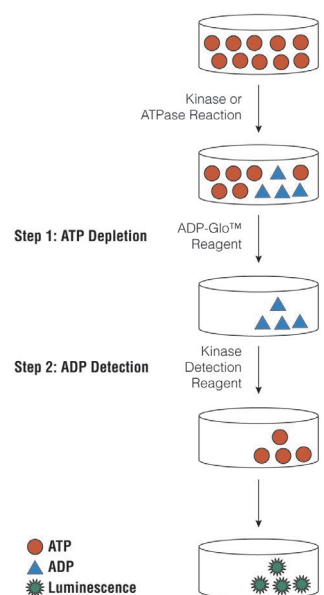 Kinase or
ATPase Reaction
Step 1: ATP Depletion
ADP-Glo™
Reagent
Step 2: ADP Detection
Kinase
Detection
Reagent
ATP
ADP
Luminescence